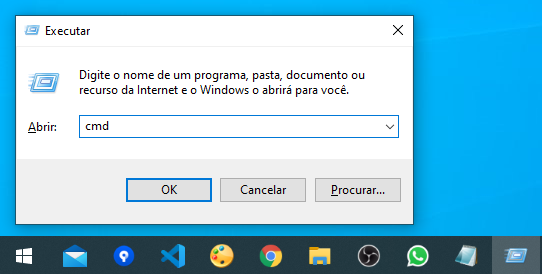 Executar
Digite o nome de um programa, pasta, documento ou
recurso da Internet e o Windows o abrirá para você.
Abrir:
cmd
OK
Cancelar
Procurar...